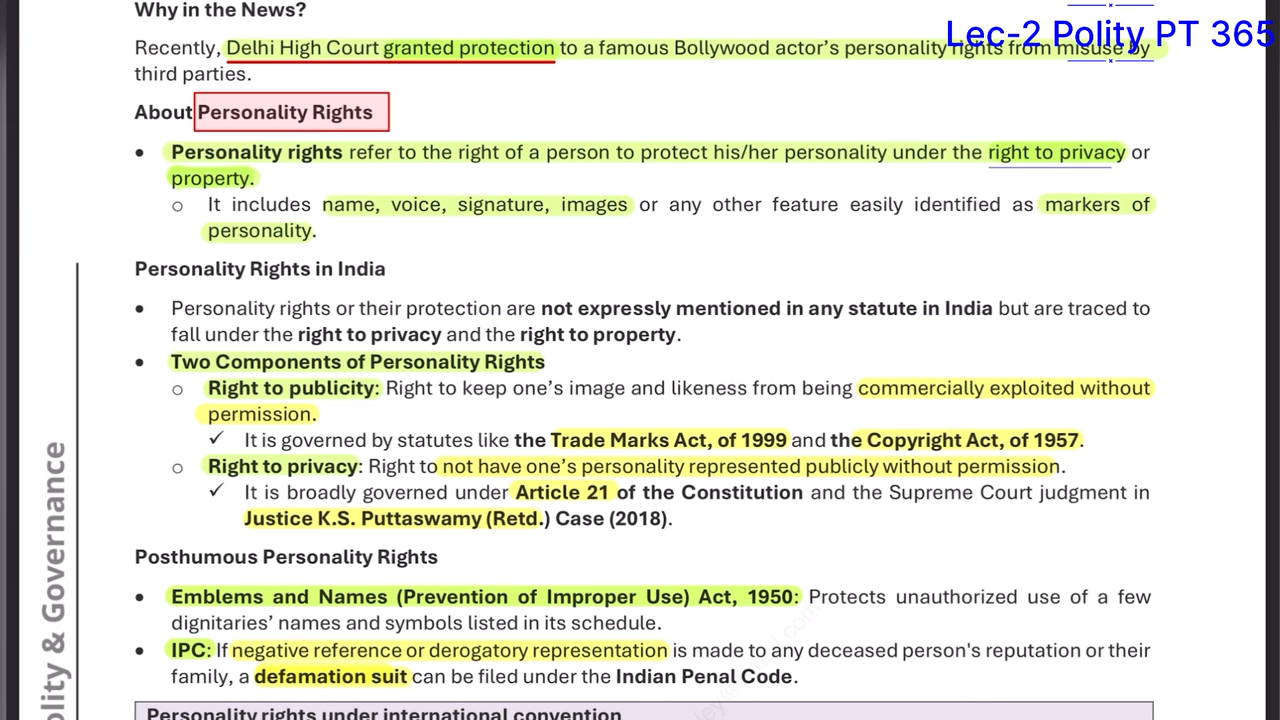 Why in the News?
Lec-2 Polity PT 365
Recently, Delhi High Court granted protection to a famous Bollywood actor's personality rights from misuse by
third parties.
About Personality Rights
• Personality rights refer to the right of a person to protect his/her personality under the right to privacy or
property.
o It includes name, voice, signature, images or any other feature easily identified as markers of
personality.
Personality Rights in India
• Personality rights or their protection are not expressly mentioned in any statute in India but are traced to
fall under the right to privacy and the right to property.
• Two Components of Personality Rights
o Right to publicity: Right to keep one's image and likeness from being commercially exploited without
permission.
✓ It is governed by statutes like the Trade Marks Act, of 1999 and the Copyright Act, of 1957.
o Right to privacy: Right to not have one's personality represented publicly without permission.
✓ It is broadly governed under Article 21 of the Constitution and the Supreme Court judgment in
Justice K.S. Puttaswamy (Retd.) Case (2018).
Posthumous Personality Rights
• Emblems and Names (Prevention of Improper Use) Act, 1950: Protects unauthorized use of a few
dignitaries' names and symbols listed in its schedule.
• IPC: If negative reference or derogatory representation is made to any deceased person's reputation or their
family, a defamation suit can be filed under the Indian Penal Code.
Personality rights under international convention
olity & Governance